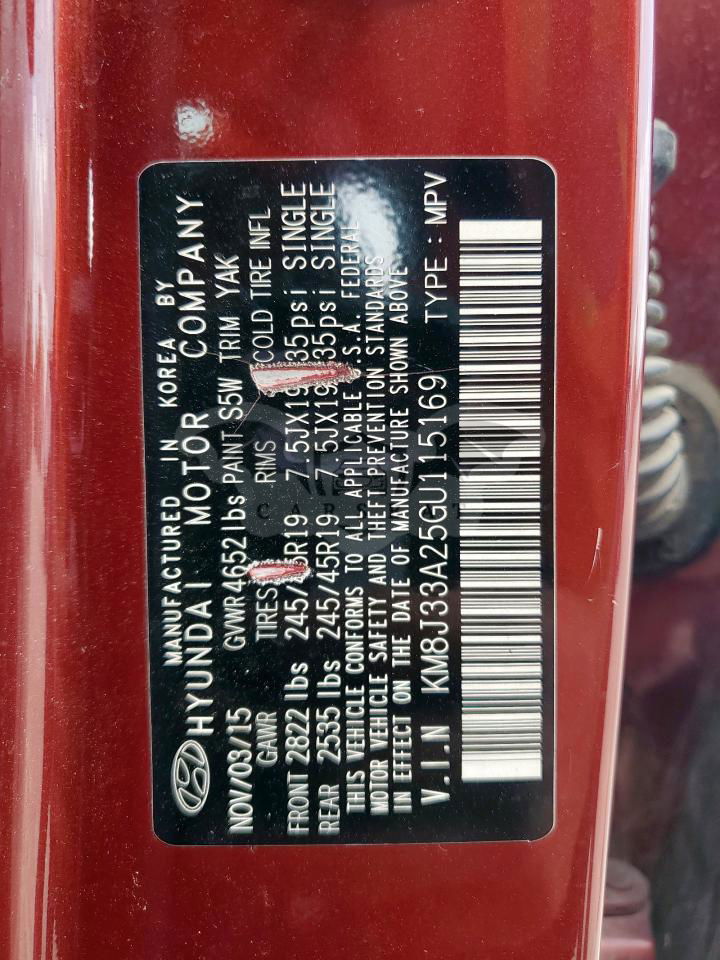 MANUFACTURED IN KOREA BY
HYUNDAI MOTOR COMPANY
NOV/03/15 GVWR 4652 lbs PAINT S5W TRIM YAK
GAWR TIRES RIMS COLD TIRE INFL
FRONT 2822 lbs 245/45R19 7.5JX19 35psi SINGLE
REAR 2535 lbs 245/45R19 7.5JX19 35psi SINGLE
THIS VEHICLE CONFORMS TO ALL APPLICABLE .S.A. FEDERAL
MOTOR VEHICLE SAFETY AND THEFT PREVENTION STANDARDS
IN EFFECT ON THE DATE OF MANUFACTURE SHOWN ABOVE
V.I.N KM8J33A25GU115169 TYPE : MPV